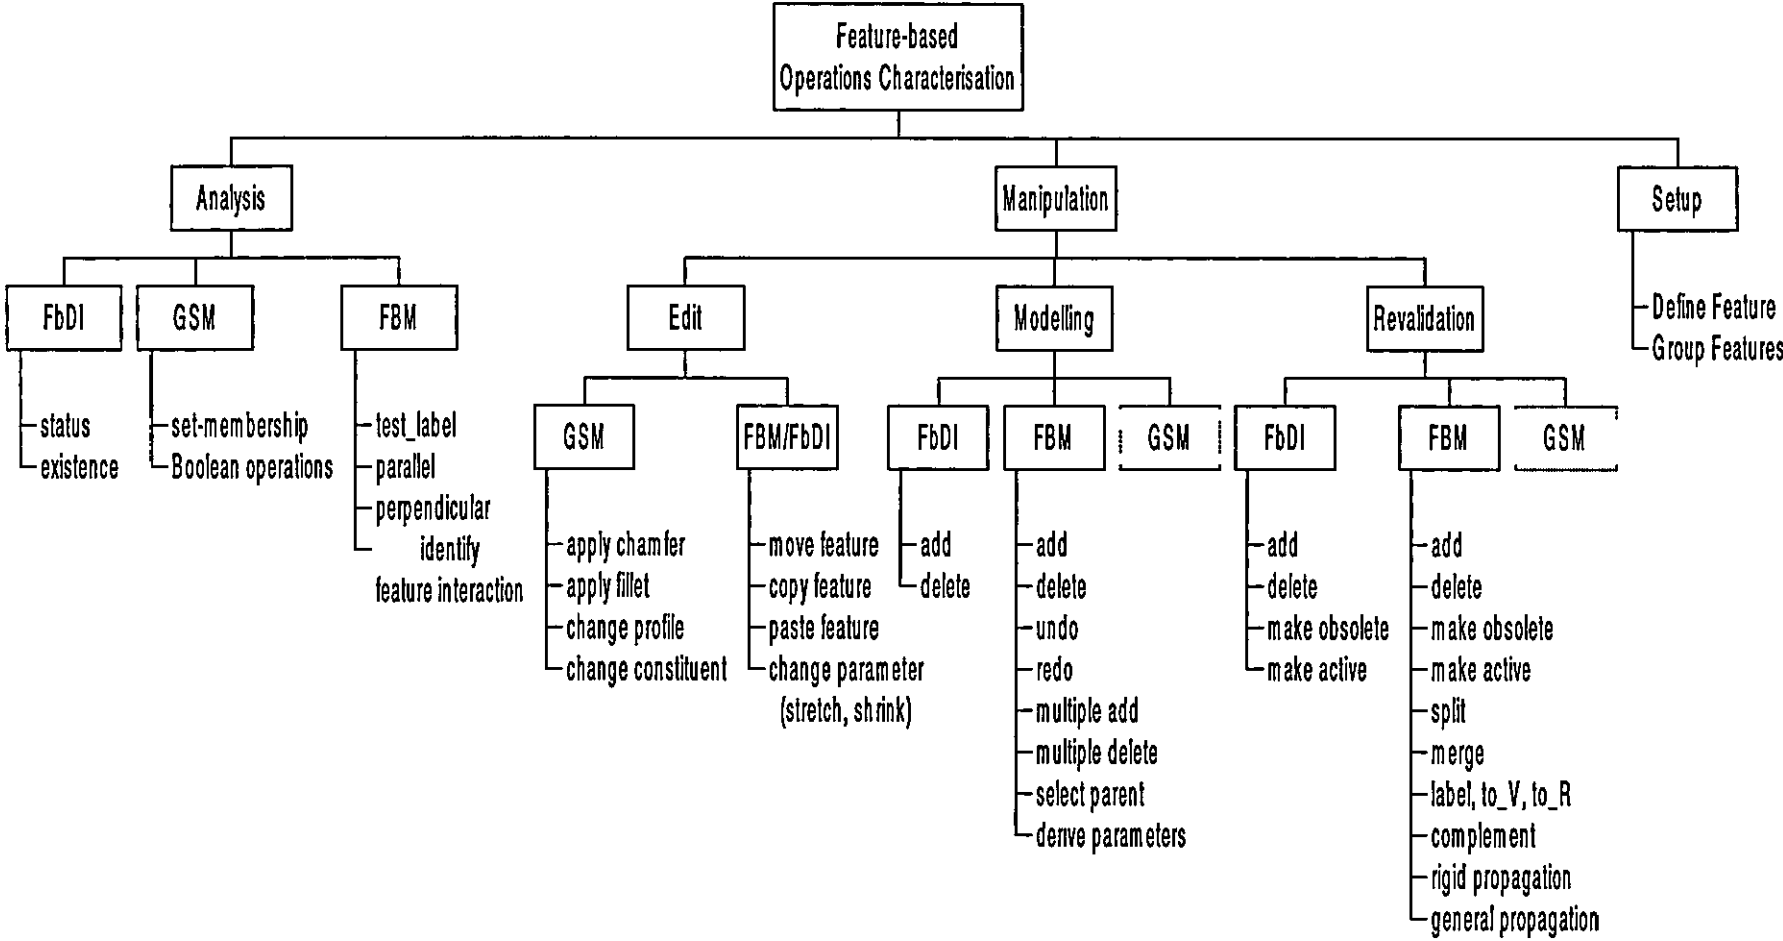 Feature-based
Operations Characterisation
Analysis
Manipulation
Setup
FbDI
GSM
FBM
Edit
Modelling
Revalidation
Define Feature
Group Features
status
existence
set-membership
Boolean operations
test_label
parallel
perpendicular
identify
feature interaction
GSM
FBM/FbDI
FbDI
FBM
GSM
FbDI
FBM
GSM
apply chamfer
apply fillet
change profile
change constituent
move feature
copy feature
paste feature
change parameter
(stretch, shrink)
add
delete
add
delete
undo
redo
multiple add
multiple delete
select parent
derive parameters
add
delete
make obsolete
make active
add
delete
make obsolete
make active
split
merge
label, to_V, to_R
complement
rigid propagation
general propagation